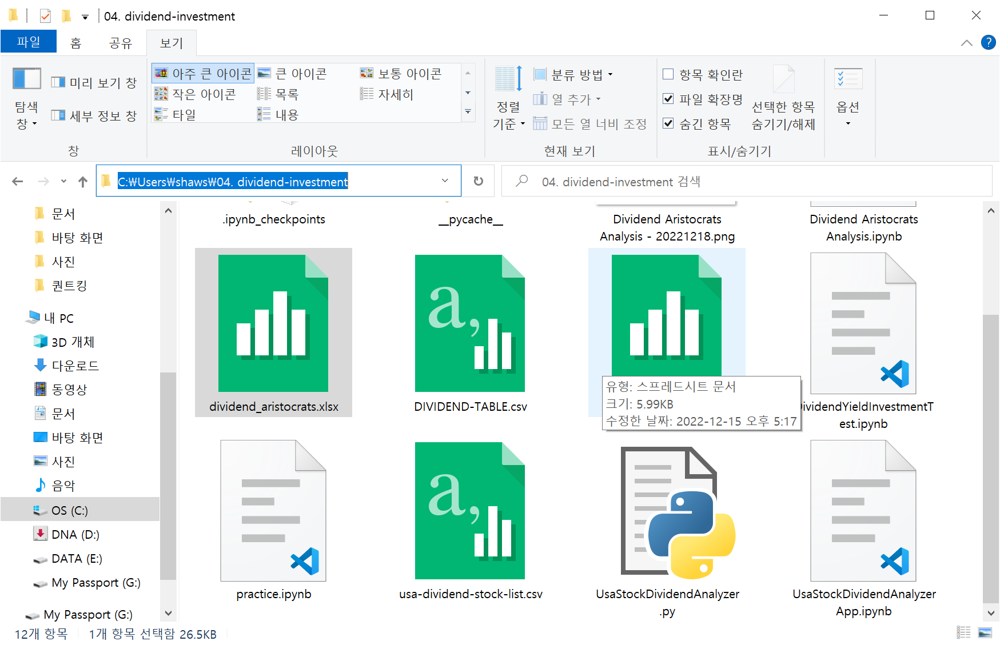 04. dividend-investment
파일
홈
공유
보기
미리 보기 창
세부 정보 창
탐색
창
창
아주 큰 아이콘
큰 아이콘
보통 아이콘
작은 아이콘
목록
자세히
타일
내용
레이아웃
정렬
기준
분류 방법
열 추가
모든 열 너비 조정
현재 보기
항목 확인란
파일 확장명
숨긴 항목
선택한 항목
숨기기/해제
표시/숨기기
옵션
C:₩Users₩shaws₩04. dividend-investment
04. dividend-investment 검색
문서
바탕 화면
사진
퀀트킹
내 PC
3D 개체
다운로드
동영상
문서
바탕 화면
사진
음악
OS (C:)
DNA (D:)
DATA (E:)
My Passport (G:)
My Passport (G:)
.ipynb_checkpoints
__pycache__
Dividend Aristocrats
Analysis - 20221218.png
Dividend Aristocrats
Analysis.ipynb
a,
a,
dividend_aristocrats.xlsx
DIVIDEND-TABLE.csv
유형: 스프레드시트 문서
크기: 5.99KB
수정한 날짜: 2022-12-15 오후 5:17
ividendYieldInvestmentT
est.ipynb
practice.ipynb
usa-dividend-stock-list.csv
UsaStockDividendAnalyzer
.py
UsaStockDividendAnalyzer
App.ipynb
12개 항목
1개 항목 선택함 26.5KB